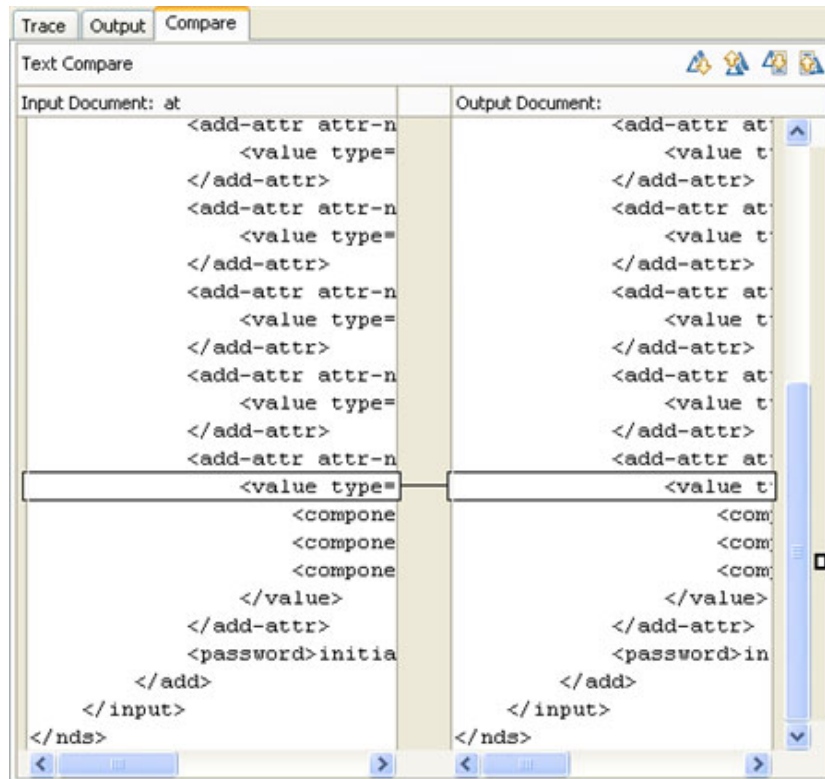 Trace Output Compare
Text Compare
Input Document: at
<add-attr attr-n
<value type=
</add-attr>
<add-attr attr-n
<value type=
</add-attr>
<add-attr attr-n
<value type=
</add-attr>
<add-attr attr-n
<value type=
</add-attr>
<add-attr attr-n
<value type=
<compone
<compone
<compone
</value>
</add-attr>
<password>initia
</add>
</input>
</nds>
Output Document:
<add-attr at
<value t
</add-attr>
<add-attr at
<value t
</add-attr>
<add-attr at
<value t
</add-attr>
<add-attr at
<value t
</add-attr>
<add-attr at
<value t
<com
<com
<com
</value>
</add-attr>
<password>in
</add>
</input>
</nds>